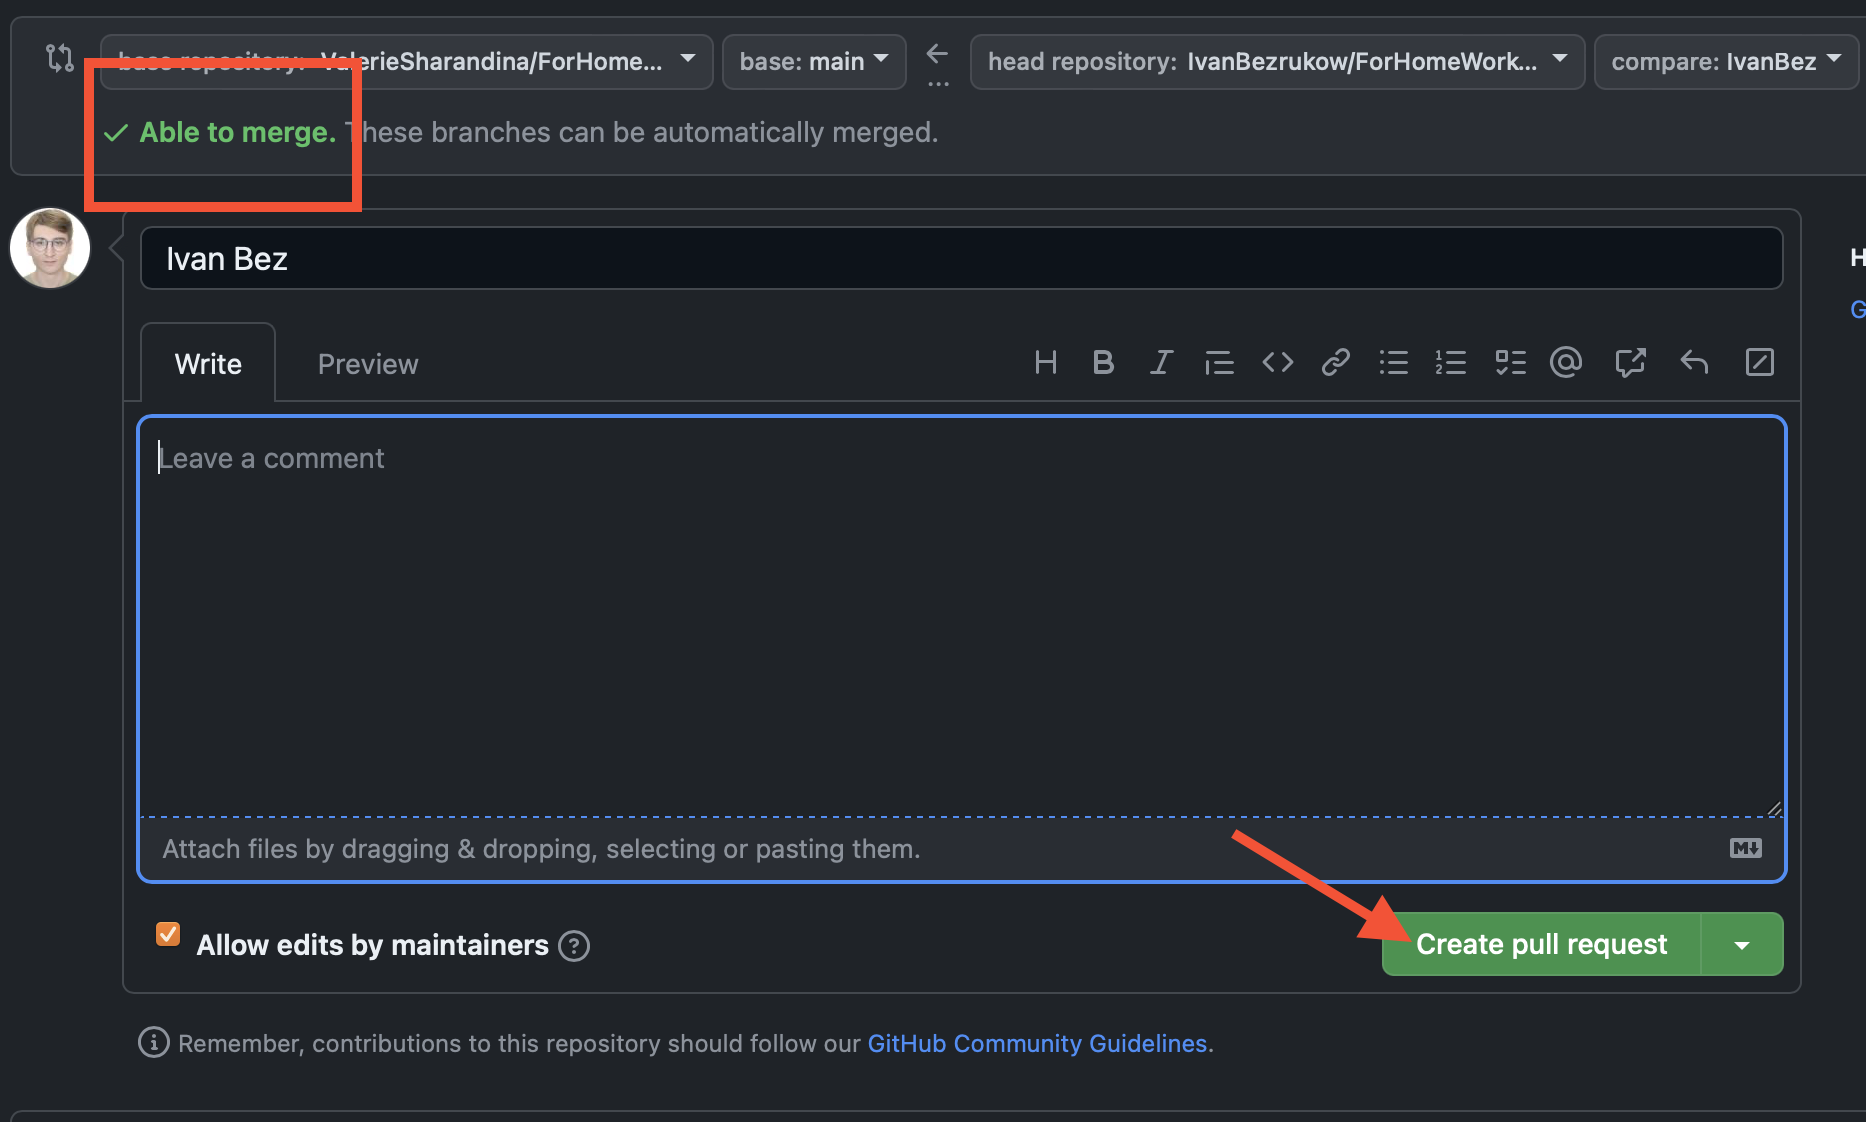 base repository: ValerieSharandina/ForHome... base: main head repository: IvanBezrukow/ForHomeWork... compare: IvanBez
Able to merge. These branches can be automatically merged.
Ivan Bez
Write Preview
Leave a comment
Attach files by dragging & dropping, selecting or pasting them.
Allow edits by maintainers
Create pull request
Remember, contributions to this repository should follow our GitHub Community Guidelines.